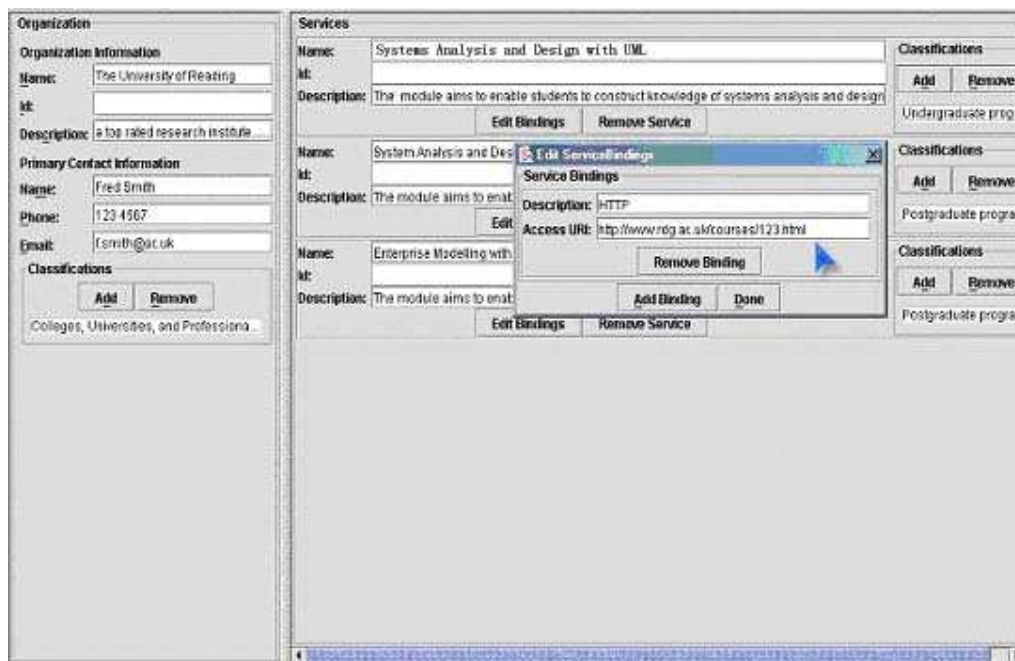 Organization
Organization Information
Name: The University of Reading
Id:
Description: a top rated research institute ...
Primary Contact Information
Name: Fred Smith
Phone: 123 4567
Email: f.smith@ac.uk
Classifications
Add Remove
Colleges, Universities, and Professiona...
Services
Name: Systems Analysis and Design with UML
Id:
Description: The module aims to enable students to construct knowledge of systems analysis and design
Edit Bindings Remove Service
Classifications
Add Remove
Undergraduate prog
Name: System Analysis and Des
Id:
Description: The module aims to enat
Edit
Classifications
Add Remove
Postgraduate progra
Name: Enterprise Modelling with
Id:
Description: The module aims to enat
Edit Bindings Remove Service
Classifications
Add Remove
Postgraduate progra
Edit ServiceBindings
Service Bindings
Description: HTTP
Access URI: http://www.rdg.ac.uk/courses/123.html
Remove Binding
Add Binding Done